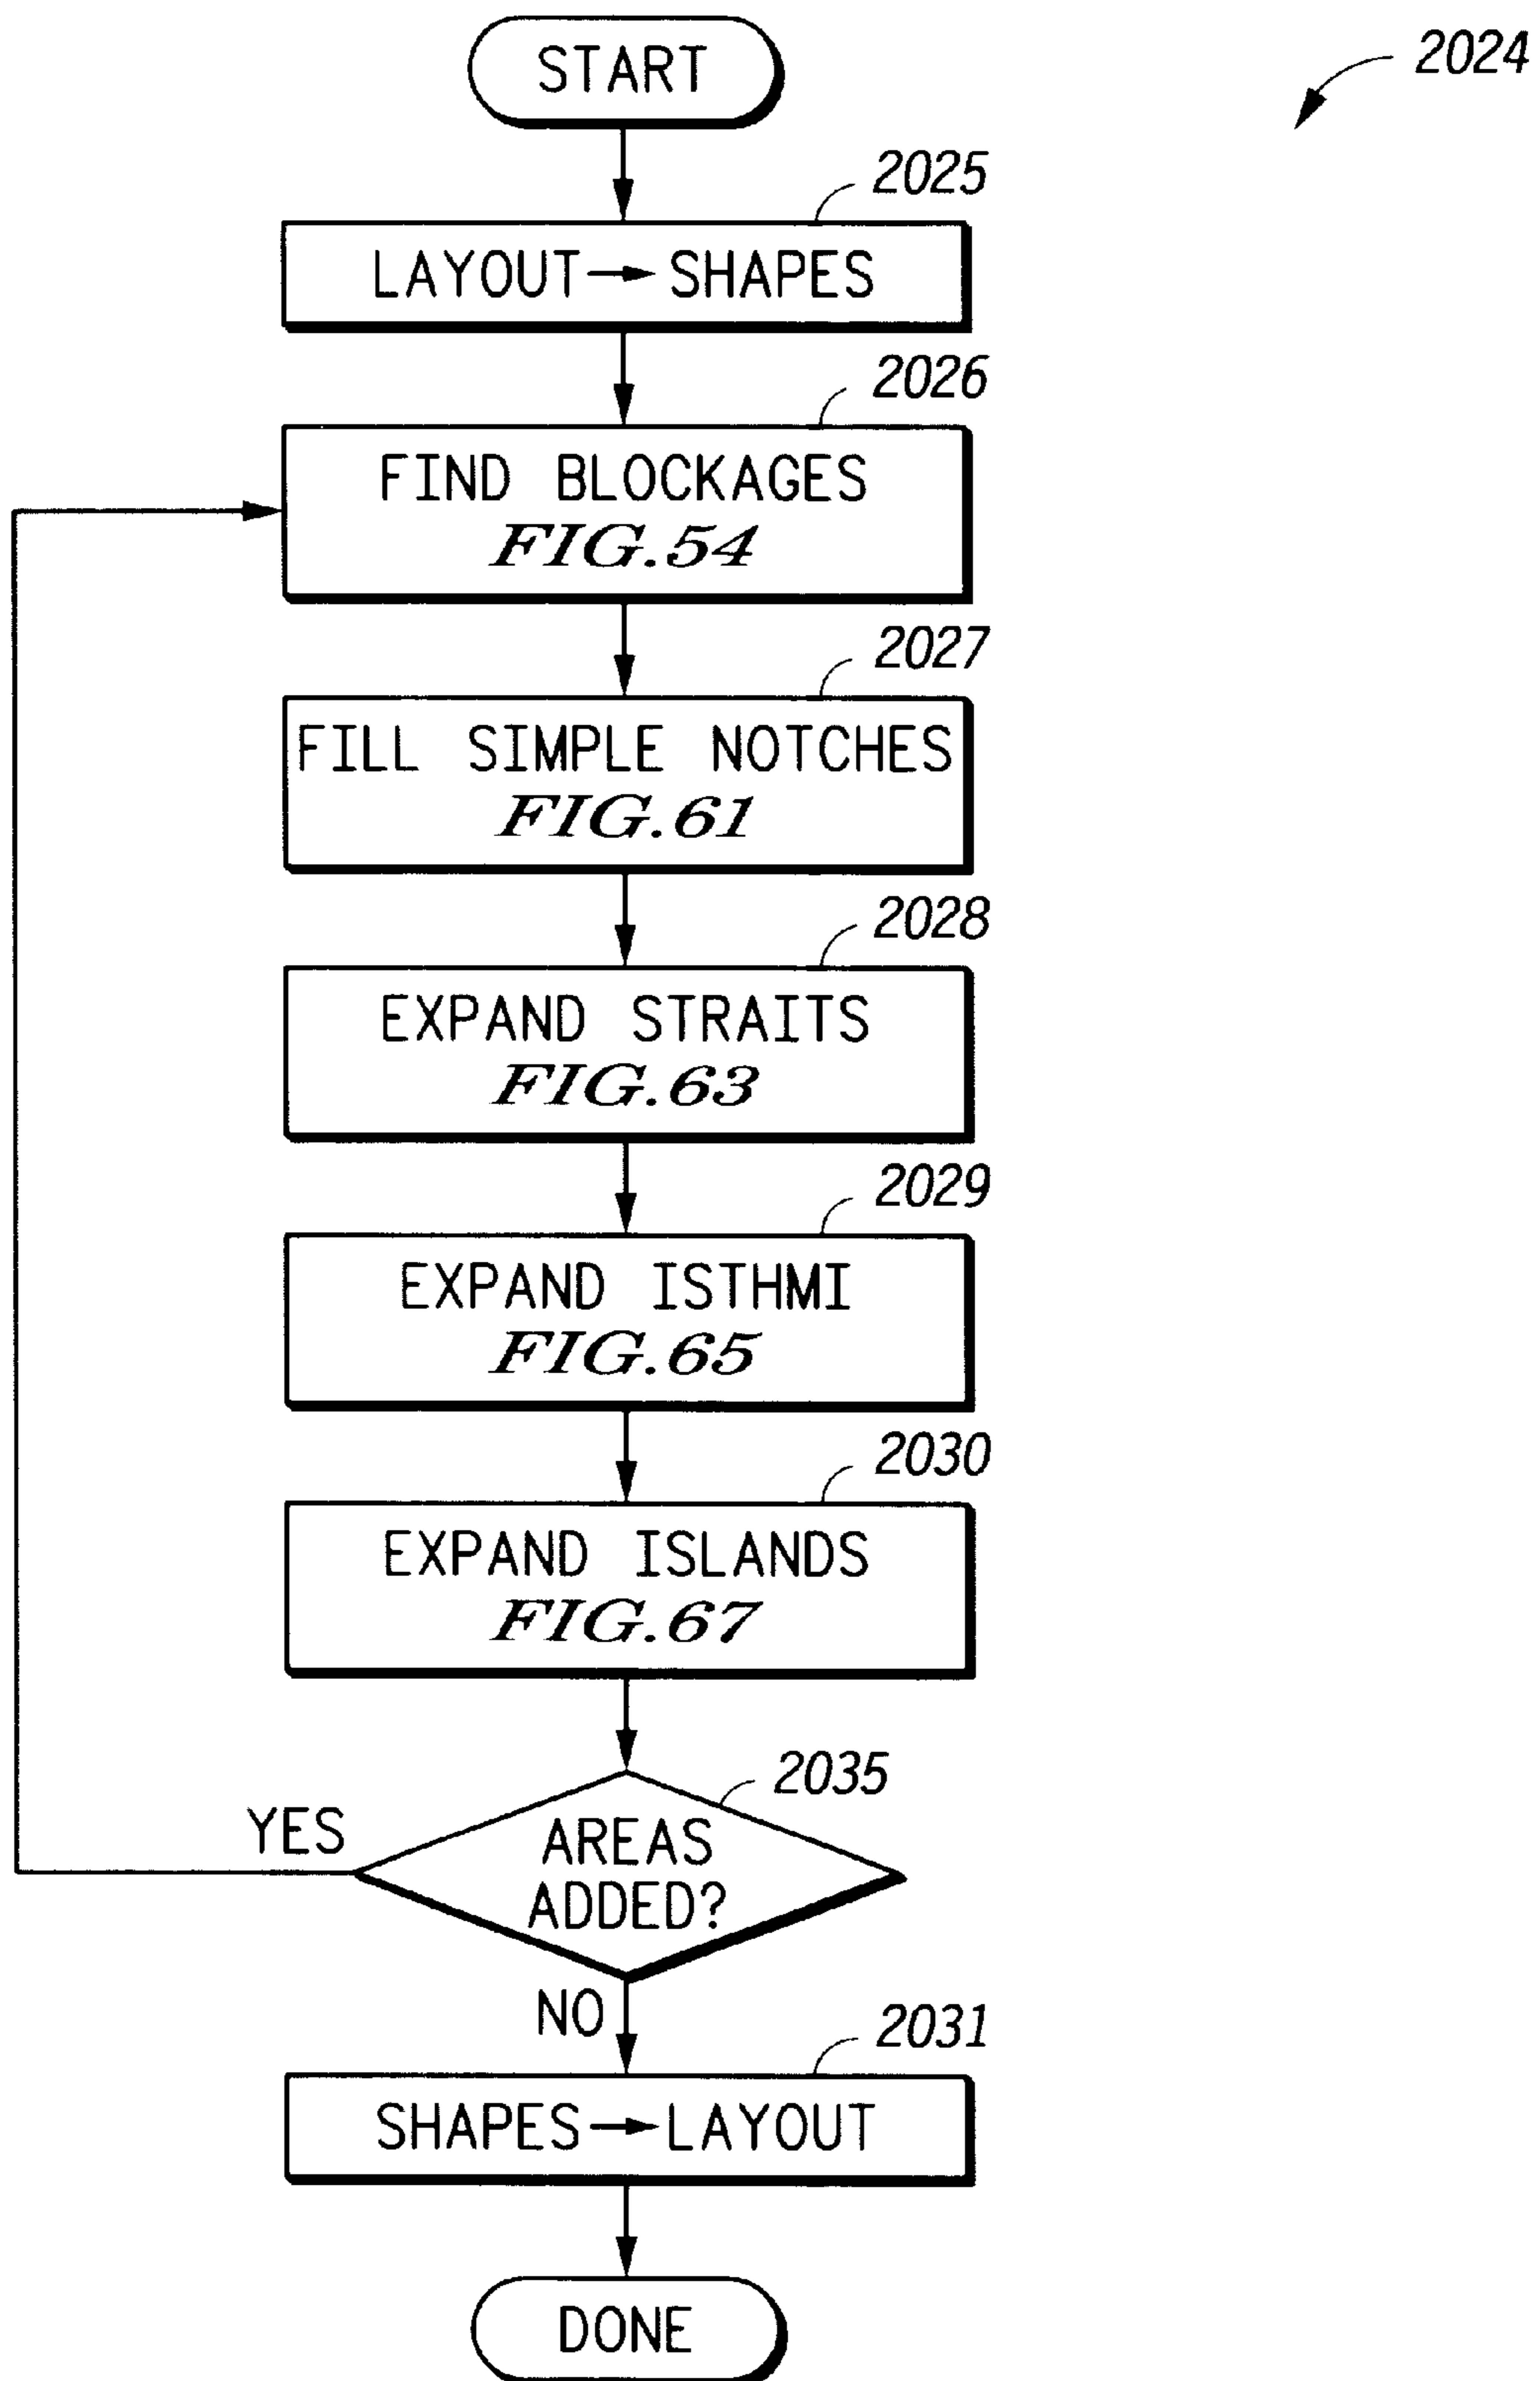 START
2024
2025
LAYOUT → SHAPES
2026
FIND BLOCKAGES
FIG.54
2027
FILL SIMPLE NOTCHES
FIG.61
2028
EXPAND STRAITS
FIG.63
2029
EXPAND ISTHMI
FIG.65
2030
EXPAND ISLANDS
FIG.67
2035
YES
AREAS
ADDED?
NO
2031
SHAPES → LAYOUT
DONE